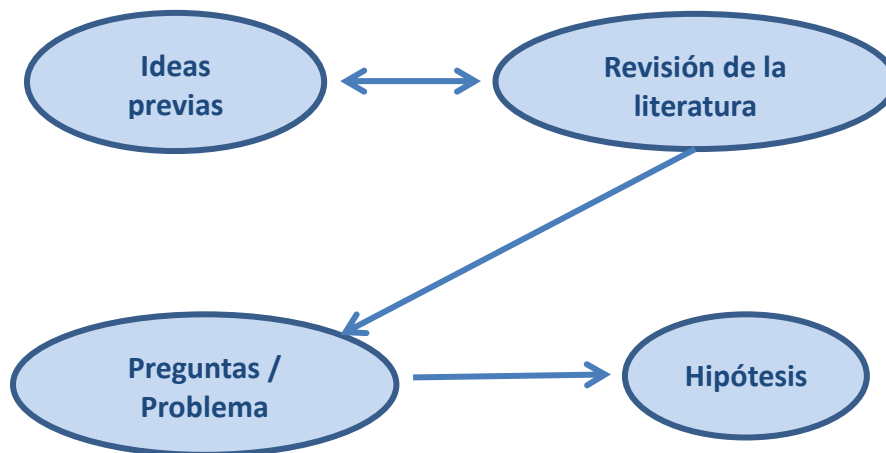 Ideas
previas
Revisión de la
literatura
Preguntas /
Problema
Hipótesis